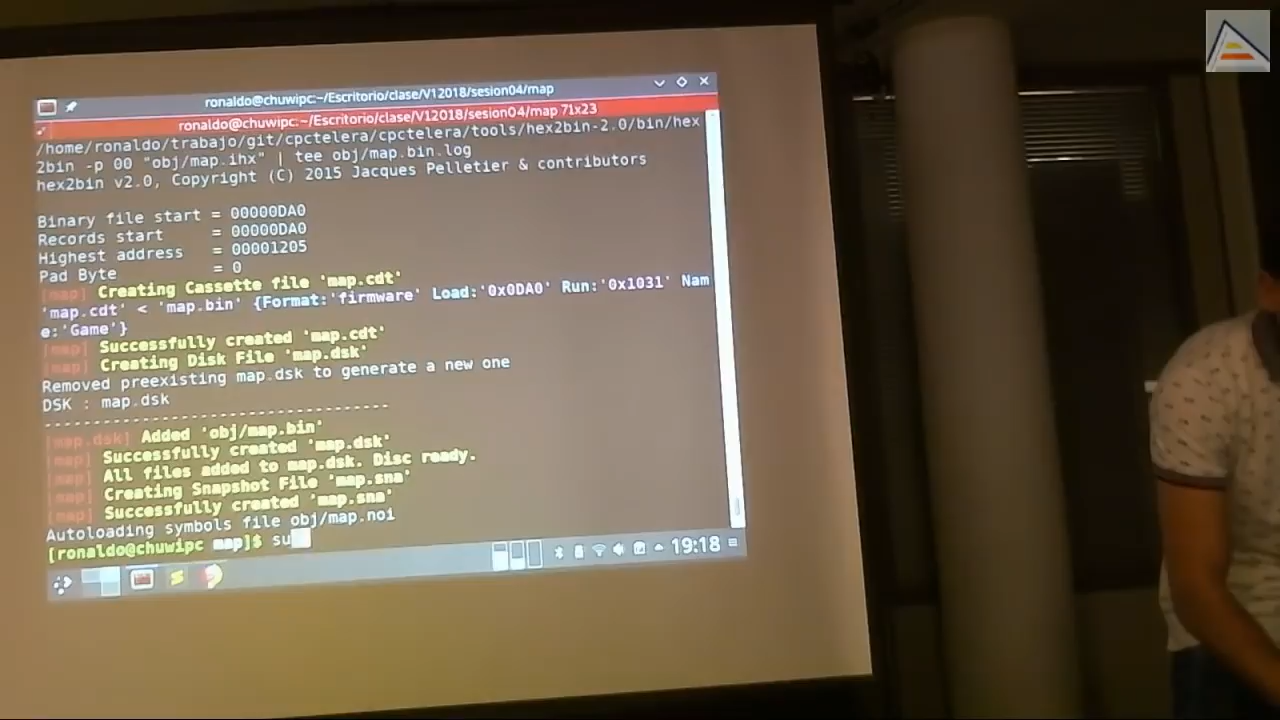 ronaldo@chuwipc:~/Escritorio/clase/V12018/sesion04/map
ronaldo@chuwipc:~/Escritorio/clase/V12018/sesion04/map 71x23
/home/ronaldo/trabajo/git/cpctelera/cpctelera/tools/hex2bin-2.0/bin/hex
2bin -p 00 "obj/map.ihx" | tee obj/map.bin.log
hex2bin v2.0, Copyright (C) 2015 Jacques Pelletier & contributors
Binary file start = 00000DA0
Records start = 00000DA0
Highest address = 00001205
Pad Byte = 0
[map] Creating Cassette file 'map.cdt'
'map.cdt' < 'map.bin' {Format:'firmware' Load:'0x0DA0' Run:'0x1031' Nam
e:'Game'}
[map] Successfully created 'map.cdt'
[map] Creating Disk File 'map.dsk'
Removed preexisting map.dsk to generate a new one
DSK : map.dsk
-----------------------------------
[map.dsk] Added 'obj/map.bin'
[map] Successfully created 'map.dsk'
[map] All files added to map.dsk. Disc ready.
[map] Creating Snapshot File 'map.sna'
[map] Successfully created 'map.sna'
Autoloading symbols file obj/map.noi
[ronaldo@chuwipc map]$ su
19:18